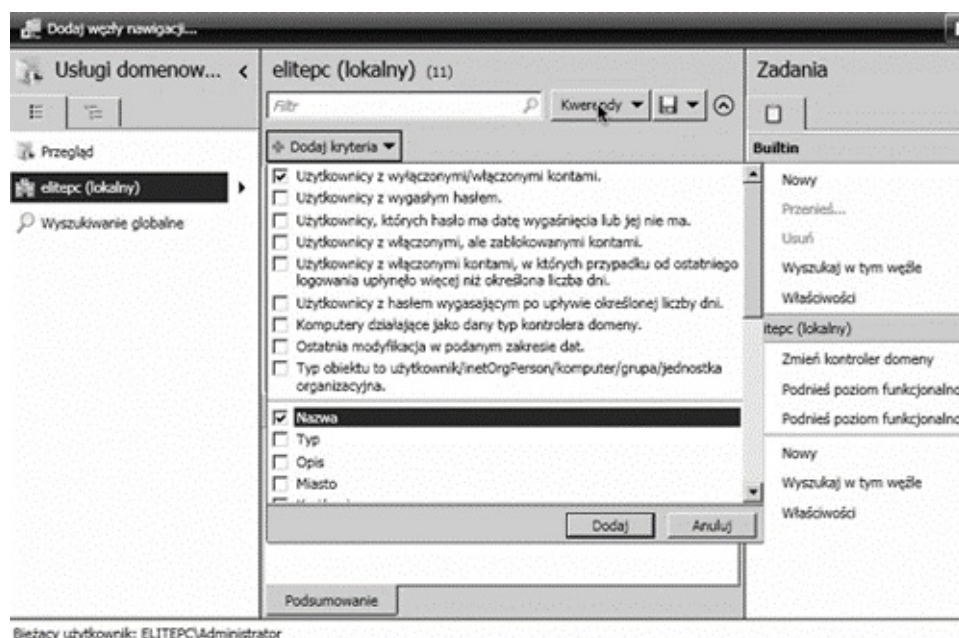 Dodaj węzły nawigacji...
Usługi domenow...
Przegląd
elitepc (lokalny)
Wyszukiwanie globalne
elitepc (lokalny) (11)
Filtr
Kwerendy
Dodaj kryteria
Użytkownicy z wyłączonymi/włączonymi kontami.
Użytkownicy z wygasłym hasłem.
Użytkownicy, których hasło ma datę wygaśnięcia lub jej nie ma.
Użytkownicy z włączonymi, ale zablokowanymi kontami.
Użytkownicy z włączonymi kontami, w których przypadku od ostatniego
logowania upłynęło więcej niż określona liczba dni.
Użytkownicy z hasłem wygasającym po upływie określonej liczby dni.
Komputery działające jako dany typ kontrolera domeny.
Ostatnia modyfikacja w podanym zakresie dat.
Typ obiektu to użytkownik/inetOrgPerson/komputer/grupa/jednostka
organizacyjna.
Nazwa
Typ
Opis
Miasto
Dodaj Anuluj
Podsumowanie
Zadania
Builtin
Nowy
Przenieś...
Usuń
Wyszukaj w tym węźle
Właściwości
itepc (lokalny)
Zmień kontroler domeny
Podnieś poziom funkcjonalno
Podnieś poziom funkcjonalno
Nowy
Wyszukaj w tym węźle
Właściwości
Bieżący użytkownik: ELITEPC\Administrator